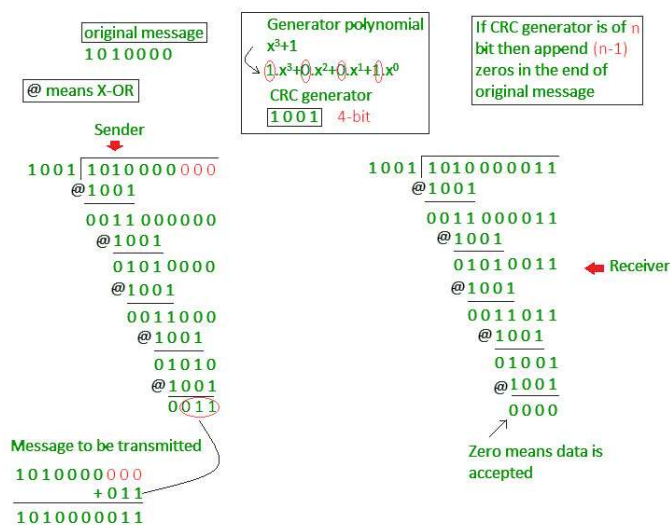 original message
1010000
@ means X-OR
Generator polynomial
x³+1
1.x³+0.x²+0.x¹+1.x⁰
CRC generator
1001 4-bit
If CRC generator is of n
bit then append (n-1)
zeros in the end of
original message
Sender
1001 1010000000
@1001
0011000000
@1001
01010000
@1001
0011000
@1001
01010
@1001
0011
Message to be transmitted
1010000000
+011
1010000011
1001 1010000011
@1001
0011000011
@1001
01010011
@1001
0011011
@1001
01001
@1001
0000
Receiver
Zero means data is
accepted